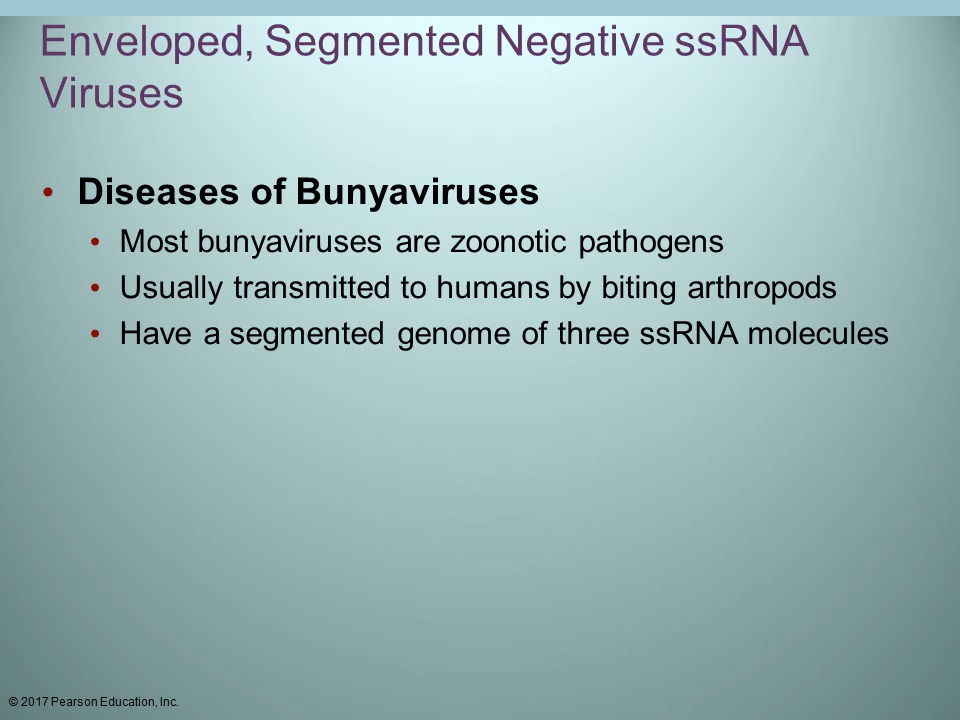 Enveloped, Segmented Negative ssRNA
Viruses
• Diseases of Bunyaviruses
• Most bunyaviruses are zoonotic pathogens
• Usually transmitted to humans by biting arthropods
• Have a segmented genome of three ssRNA molecules
© 2017 Pearson Education, Inc.